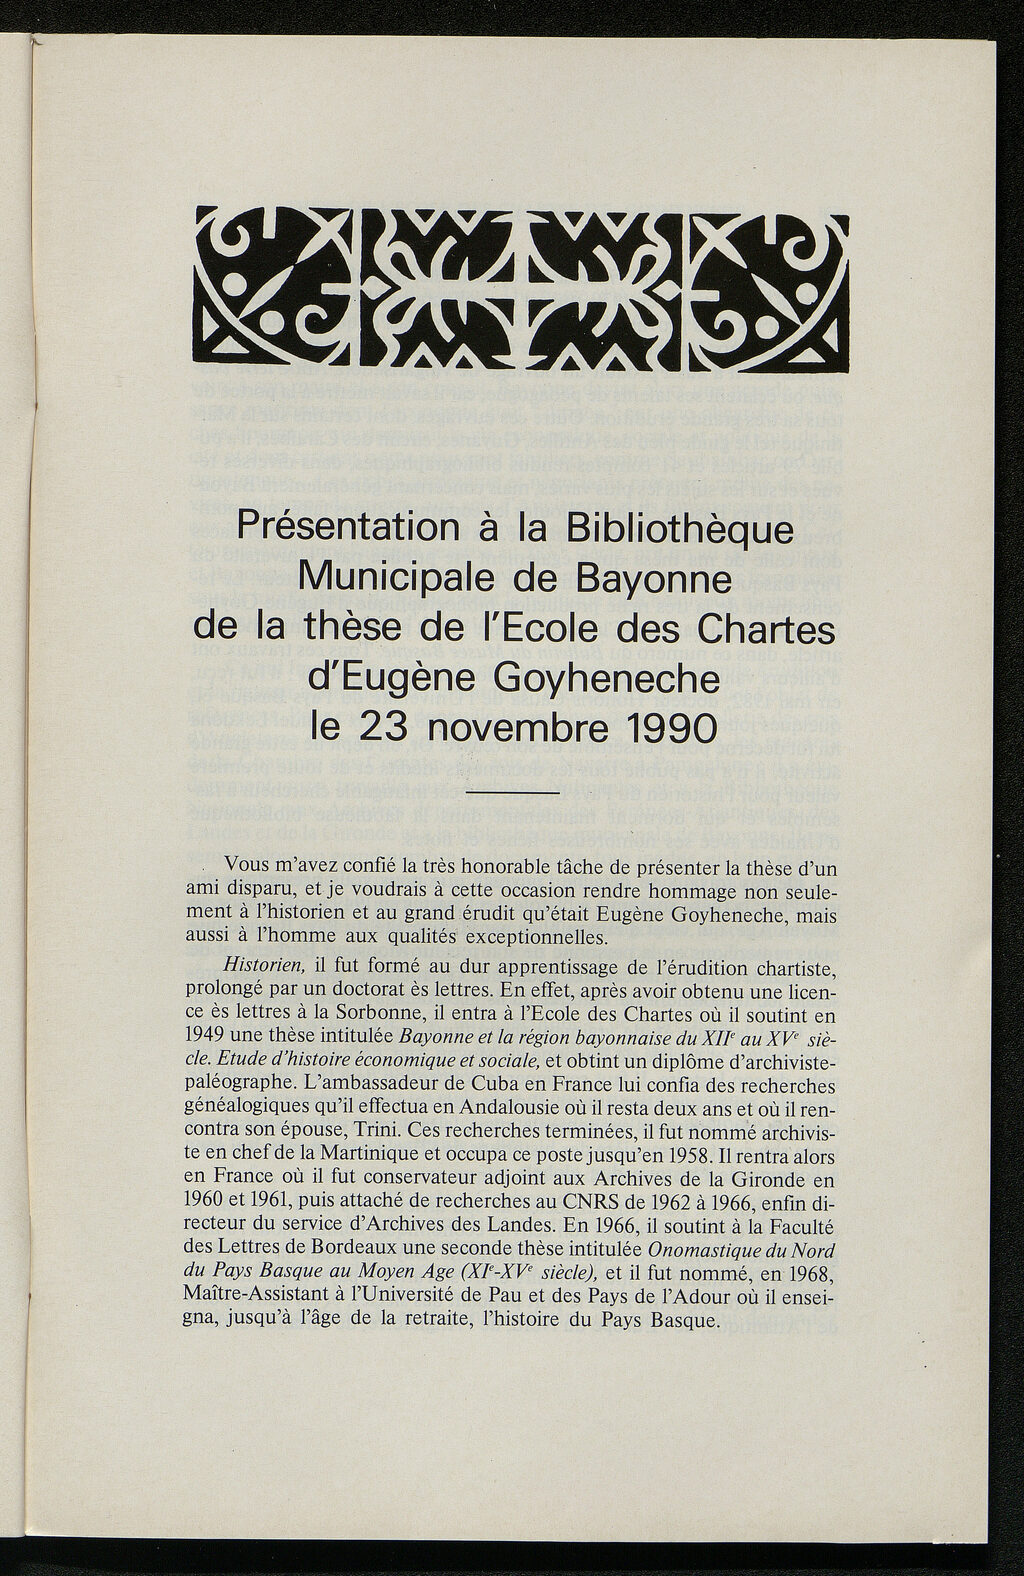 Présentation à la Bibliothèque
Municipale de Bayonne
de la thèse de l'Ecole des Chartes
d'Eugène Goyheneche
le 23 novembre 1990
Vous m'avez confié la très honorable tâche de présenter la thèse d'un
ami disparu, et je voudrais à cette occasion rendre hommage non seule-
ment à l'historien et au grand érudit qu'était Eugène Goyheneche, mais
aussi à l'homme aux qualités exceptionnelles.
Historien, il fut formé au dur apprentissage de l'érudition chartiste,
prolongé par un doctorat ès lettres. En effet, après avoir obtenu une licen-
ce ès lettres à la Sorbonne, il entra à l'Ecole des Chartes où il soutint en
1949 une thèse intitulée Bayonne et la région bayonnaise du XIIe au XVe siè-
cle. Etude d'histoire économique et sociale, et obtint un diplôme d'archiviste-
paléographe. L'ambassadeur de Cuba en France lui confia des recherches
généalogiques qu'il effectua en Andalousie où il resta deux ans et où il ren-
contra son épouse, Trini. Ces recherches terminées, il fut nommé archivis-
te en chef de la Martinique et occupa ce poste jusqu'en 1958. Il rentra alors
en France où il fut conservateur adjoint aux Archives de la Gironde en
1960 et 1961, puis attaché de recherches au CNRS de 1962 à 1966, enfin di-
recteur du service d'Archives des Landes. En 1966, il soutint à la Faculté
des Lettres de Bordeaux une seconde thèse intitulée Onomastique du Nord
du Pays Basque au Moyen Age (XIe-XVe siècle), et il fut nommé, en 1968,
Maître-Assistant à l'Université de Pau et des Pays de l'Adour où il ensei-
gna, jusqu'à l'âge de la retraite, l'histoire du Pays Basque.